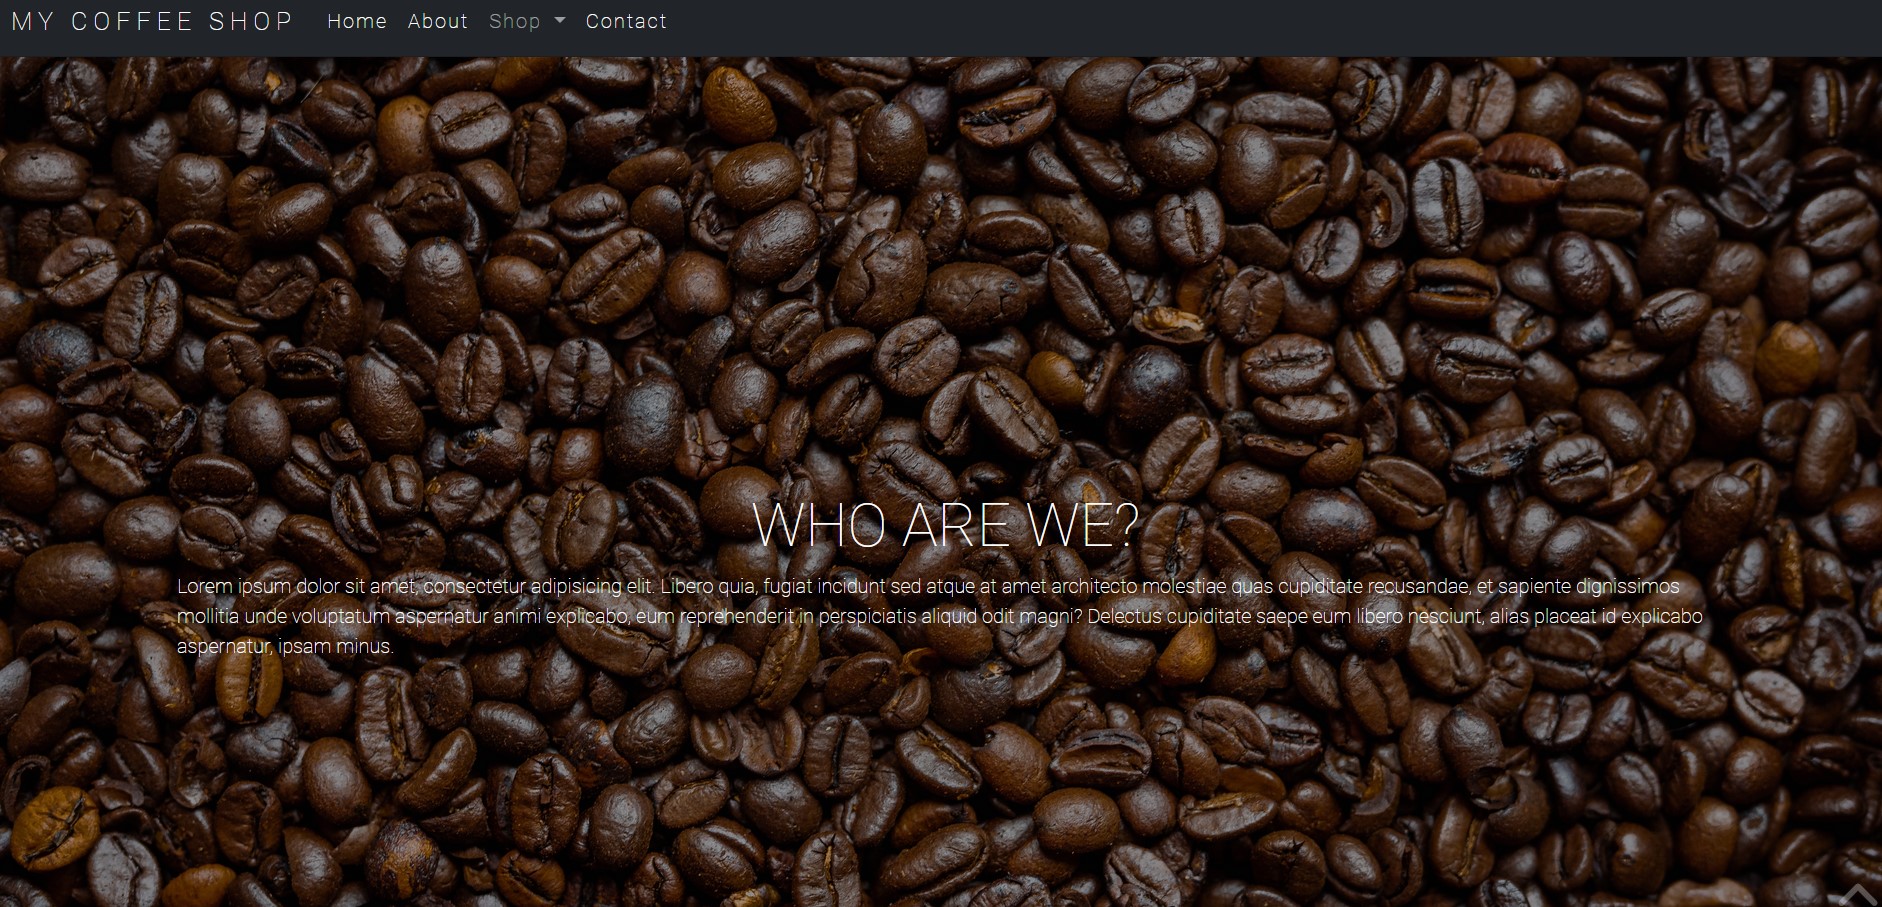 MY COFFEE SHOP Home About Shop Contact
WHO ARE WE?
Lorem ipsum dolor sit amet, consectetur adipisicing elit. Libero quia, fugiat incidunt sed atque at amet architecto molestiae quas cupiditate recusandae, et sapiente dignissimos
mollitia unde voluptatum aspernatur animi explicabo, eum reprehenderit in perspiciatis aliquid odit magni? Delectus cupiditate saepe eum libero nesciunt, alias placeat id explicabo
aspernatur, ipsam minus.